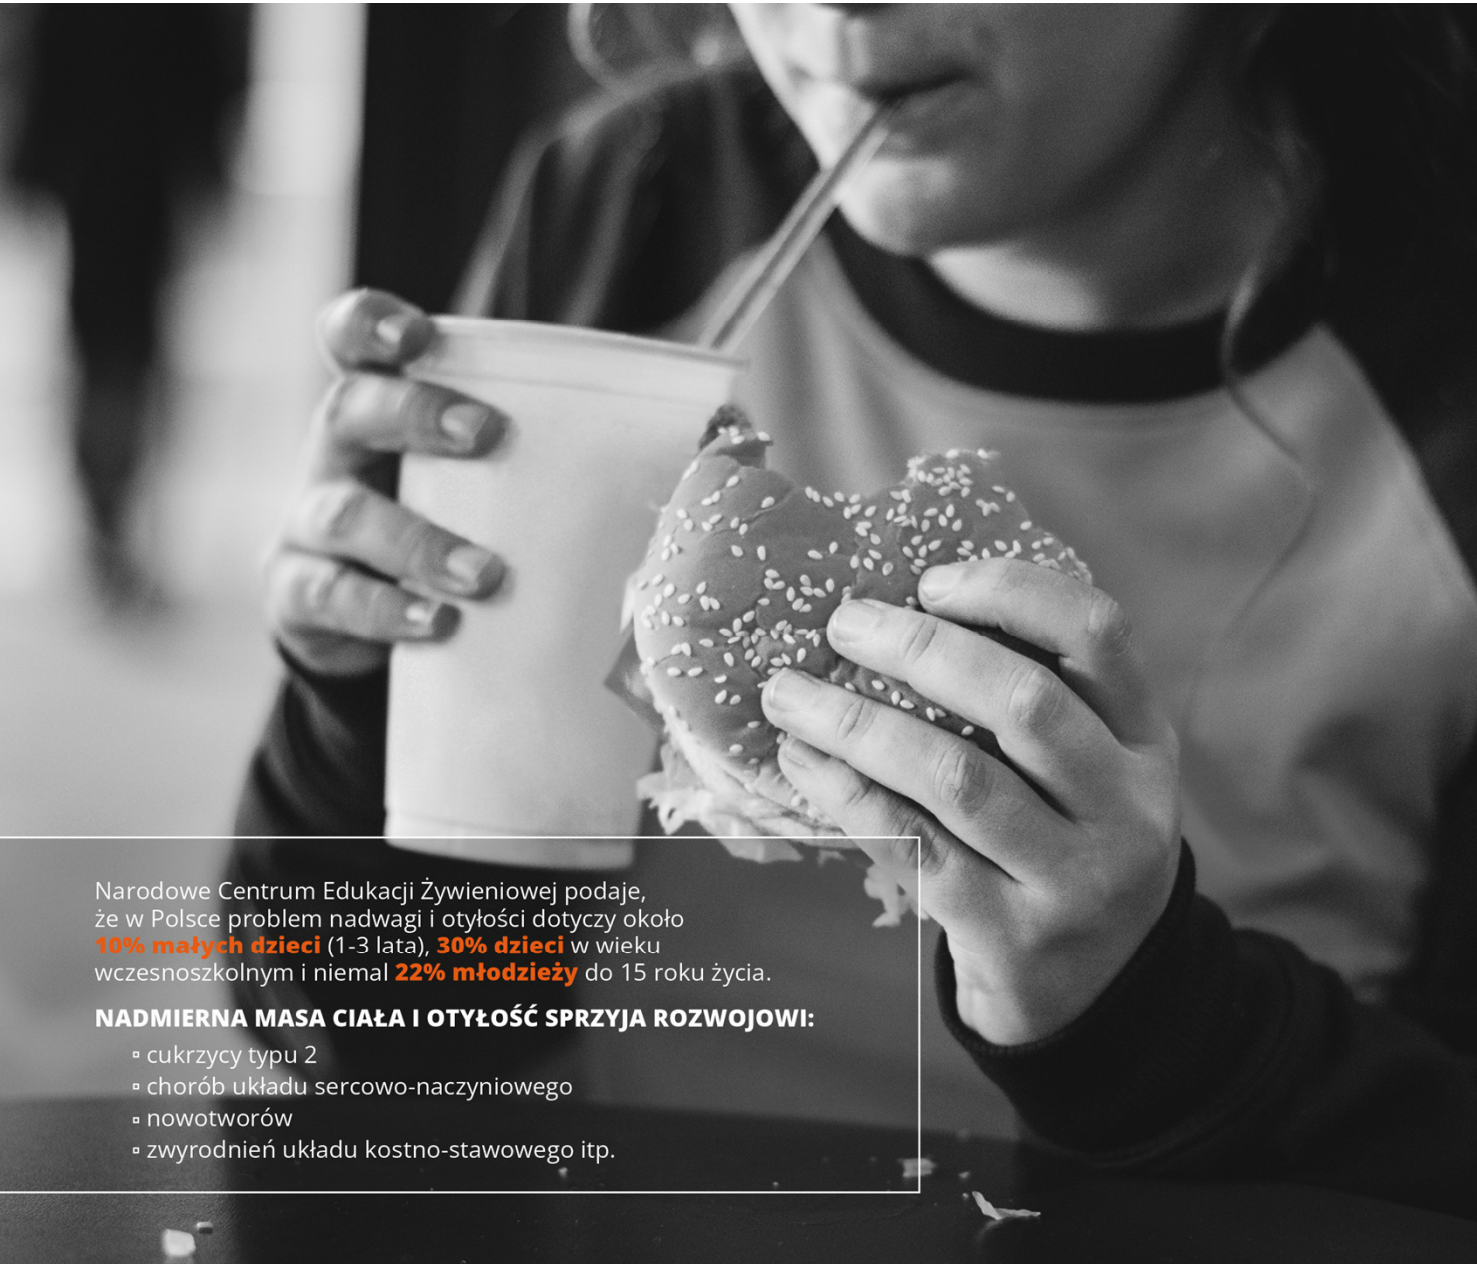 Narodowe Centrum Edukacji Żywieniowej podaje,
że w Polsce problem nadwagi i otyłości dotyczy około
10% małych dzieci (1-3 lata), 30% dzieci w wieku
wczesnoszkolnym i niemal 22% młodzieży do 15 roku życia.
NADMIERNA MASA CIAŁA I OTYŁOŚĆ SPRZYJA ROZWOJOWI:
▫ cukrzycy typu 2
▫ chorób układu sercowo-naczyniowego
▫ nowotworów
▫ zwyrodnień układu kostno-stawowego itp.